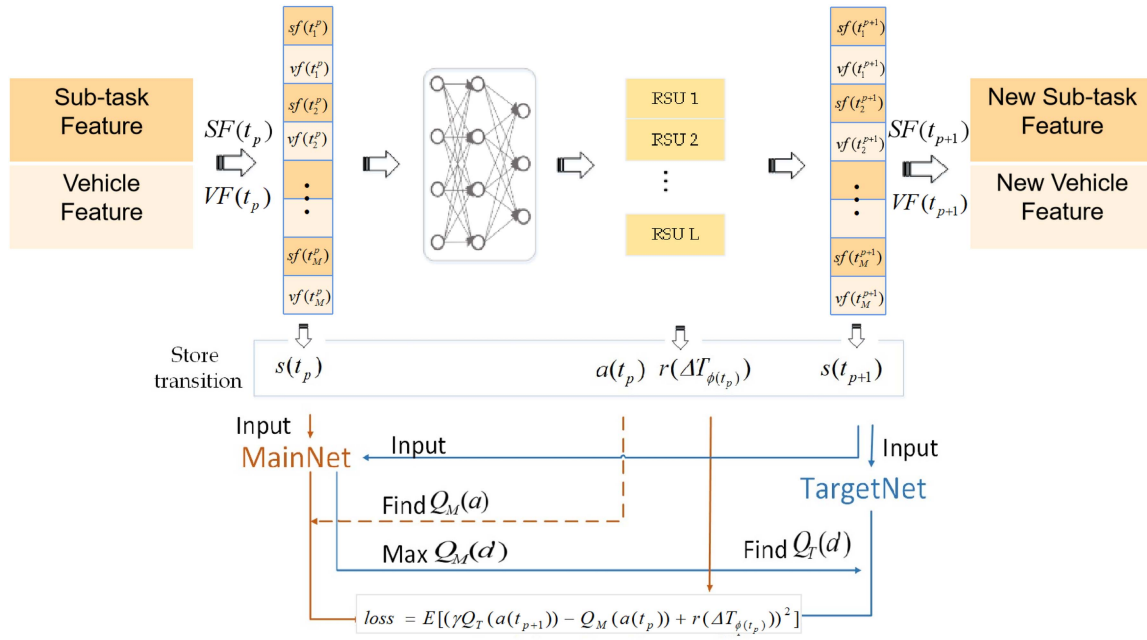 Sub-task
Feature
Vehicle
Feature
SF(t_p)
VF(t_p)
sf(t_1^p)
vf(t_1^p)
sf(t_2^p)
vf(t_2^p)
sf(t_M^p)
vf(t_M^p)
RSU 1
RSU 2
RSU L
sf(t_1^{p+1})
vf(t_1^{p+1})
sf(t_2^{p+1})
vf(t_2^{p+1})
sf(t_M^{p+1})
vf(t_M^{p+1})
SF(t_{p+1})
VF(t_{p+1})
New Sub-task
Feature
New Vehicle
Feature
Store
transition
s(t_p)
a(t_p) r(ΔT_{ϕ(t_p)})
s(t_{p+1})
Input
Input
Input
MainNet
TargetNet
Find Q_M(a)
Max Q_M(a')
Find Q_T(a')
loss = E[(γQ_T(a(t_{p+1})) − Q_M(a(t_p)) + r(ΔT_{ϕ(t_p)}))^2]